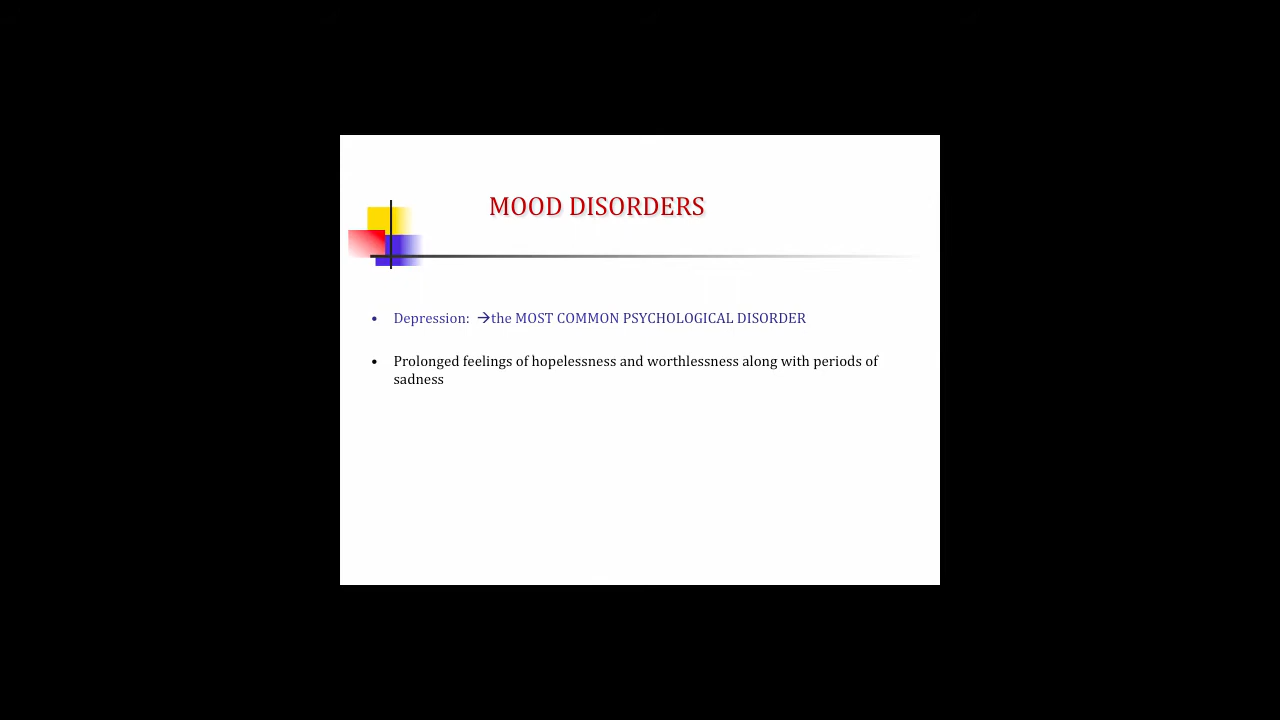 MOOD DISORDERS
• Depression: →the MOST COMMON PSYCHOLOGICAL DISORDER
• Prolonged feelings of hopelessness and worthlessness along with periods of
sadness